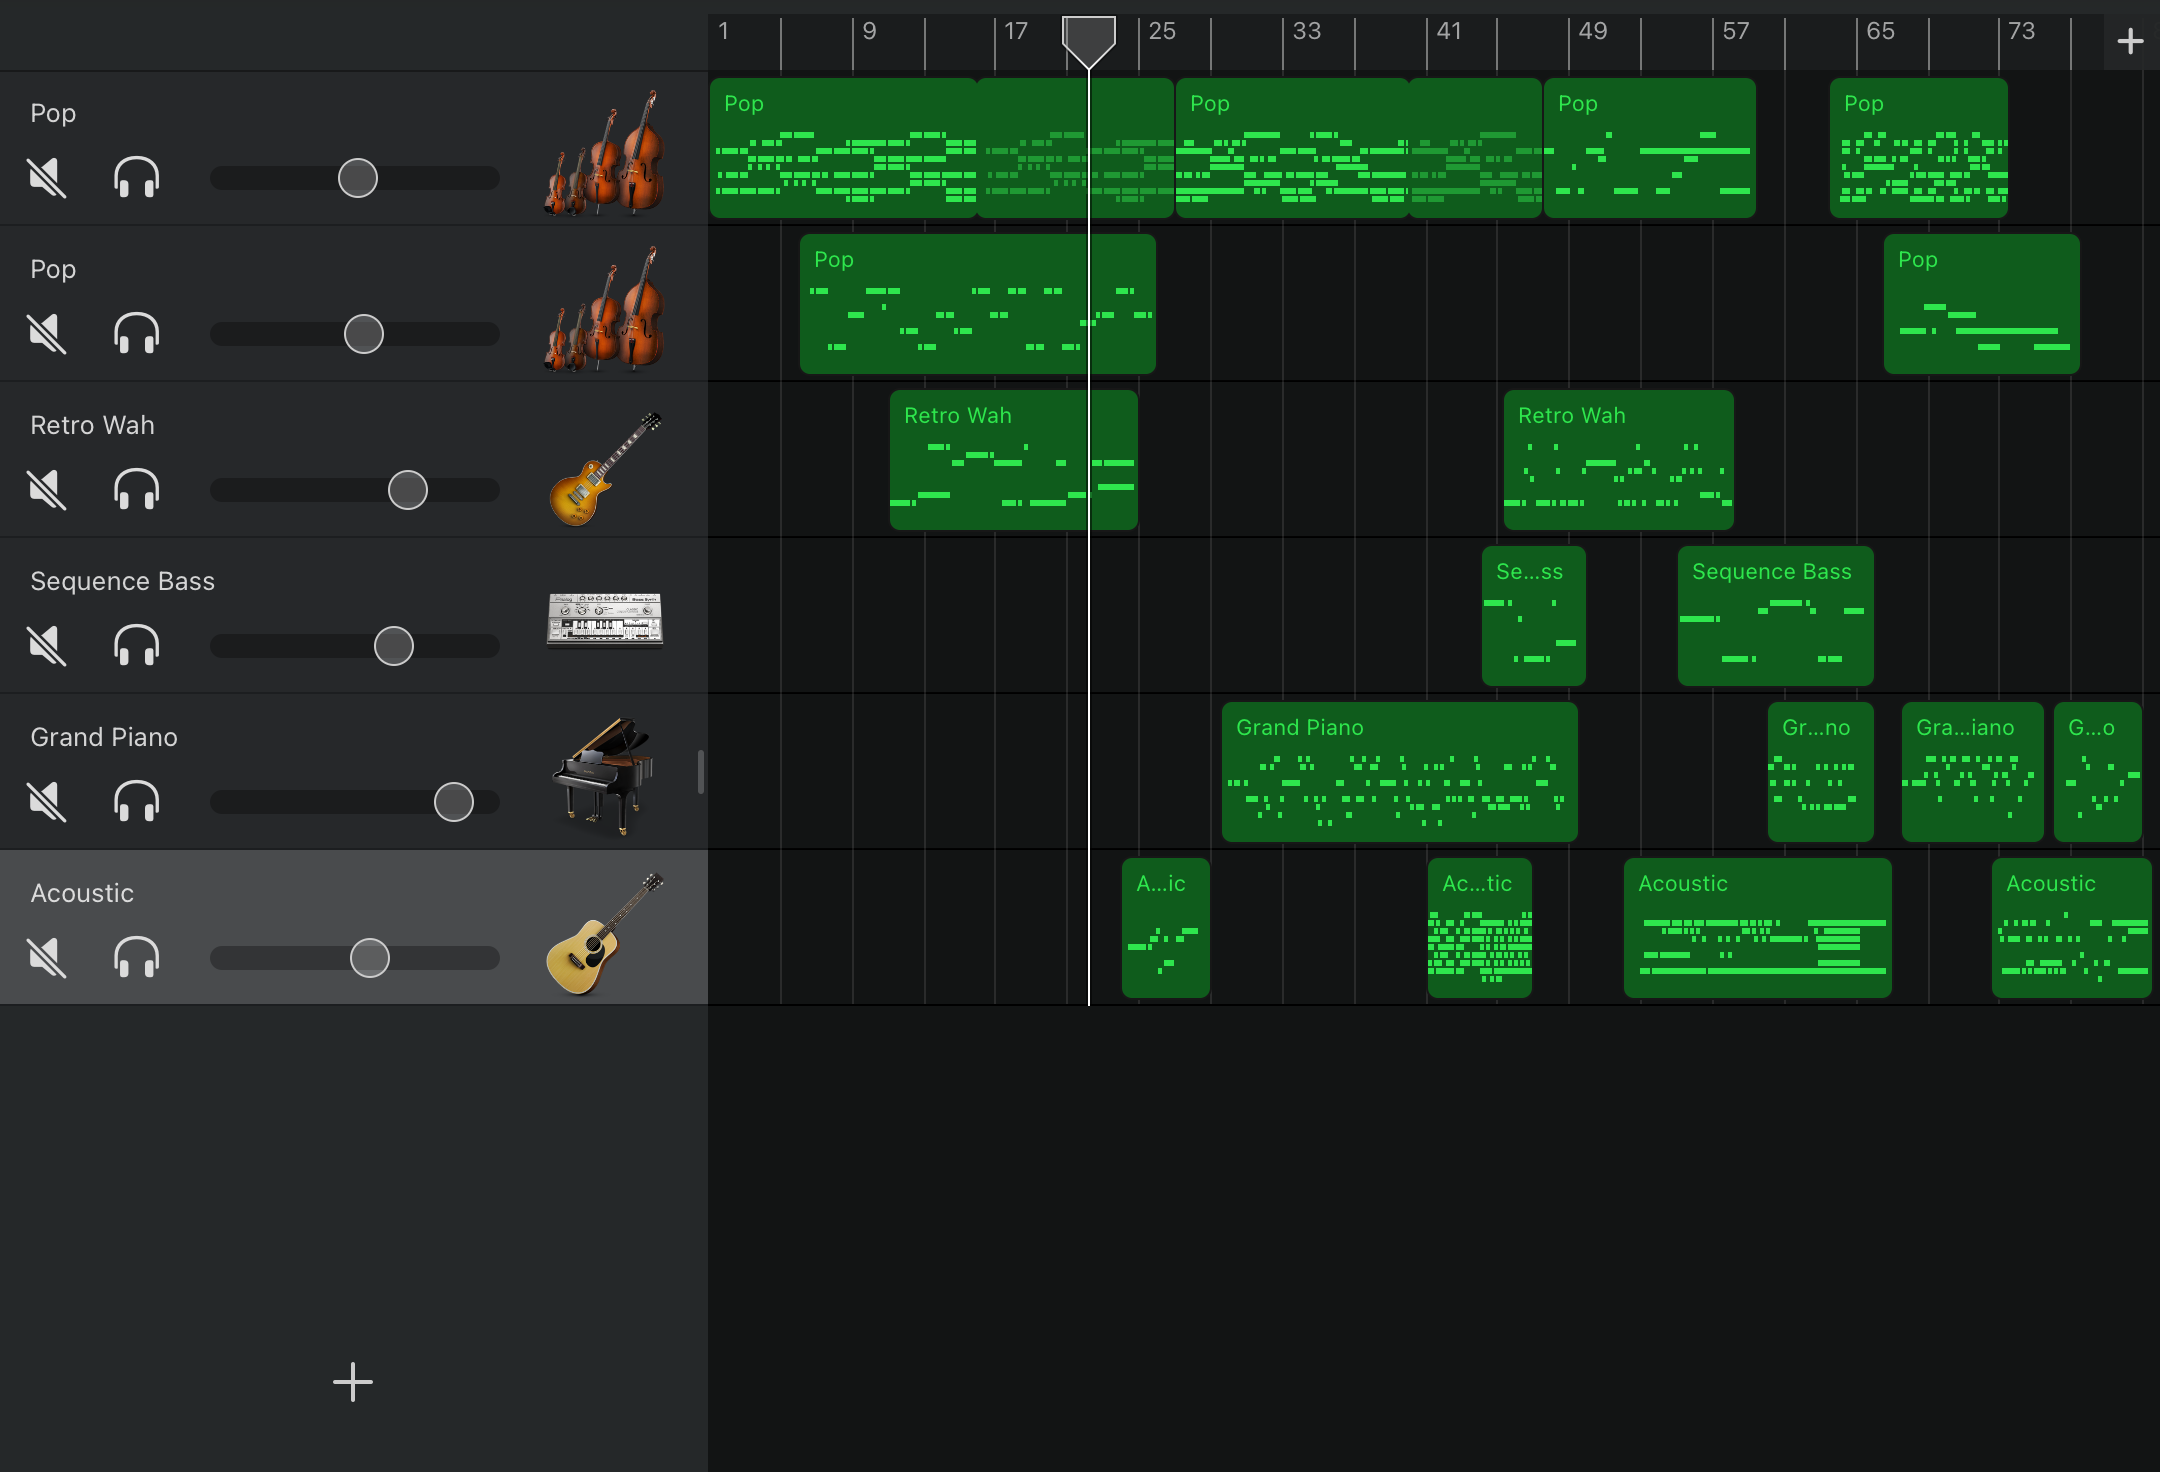 1 9 17 25 33 41 49 57 65 73
Pop
Pop Pop Pop Pop
Pop
Pop Pop
Retro Wah
Retro Wah Retro Wah
Sequence Bass
Se...ss Sequence Bass
Grand Piano
Grand Piano Gr...no Gra...iano G...o
Acoustic
A...ic Ac...tic Acoustic Acoustic